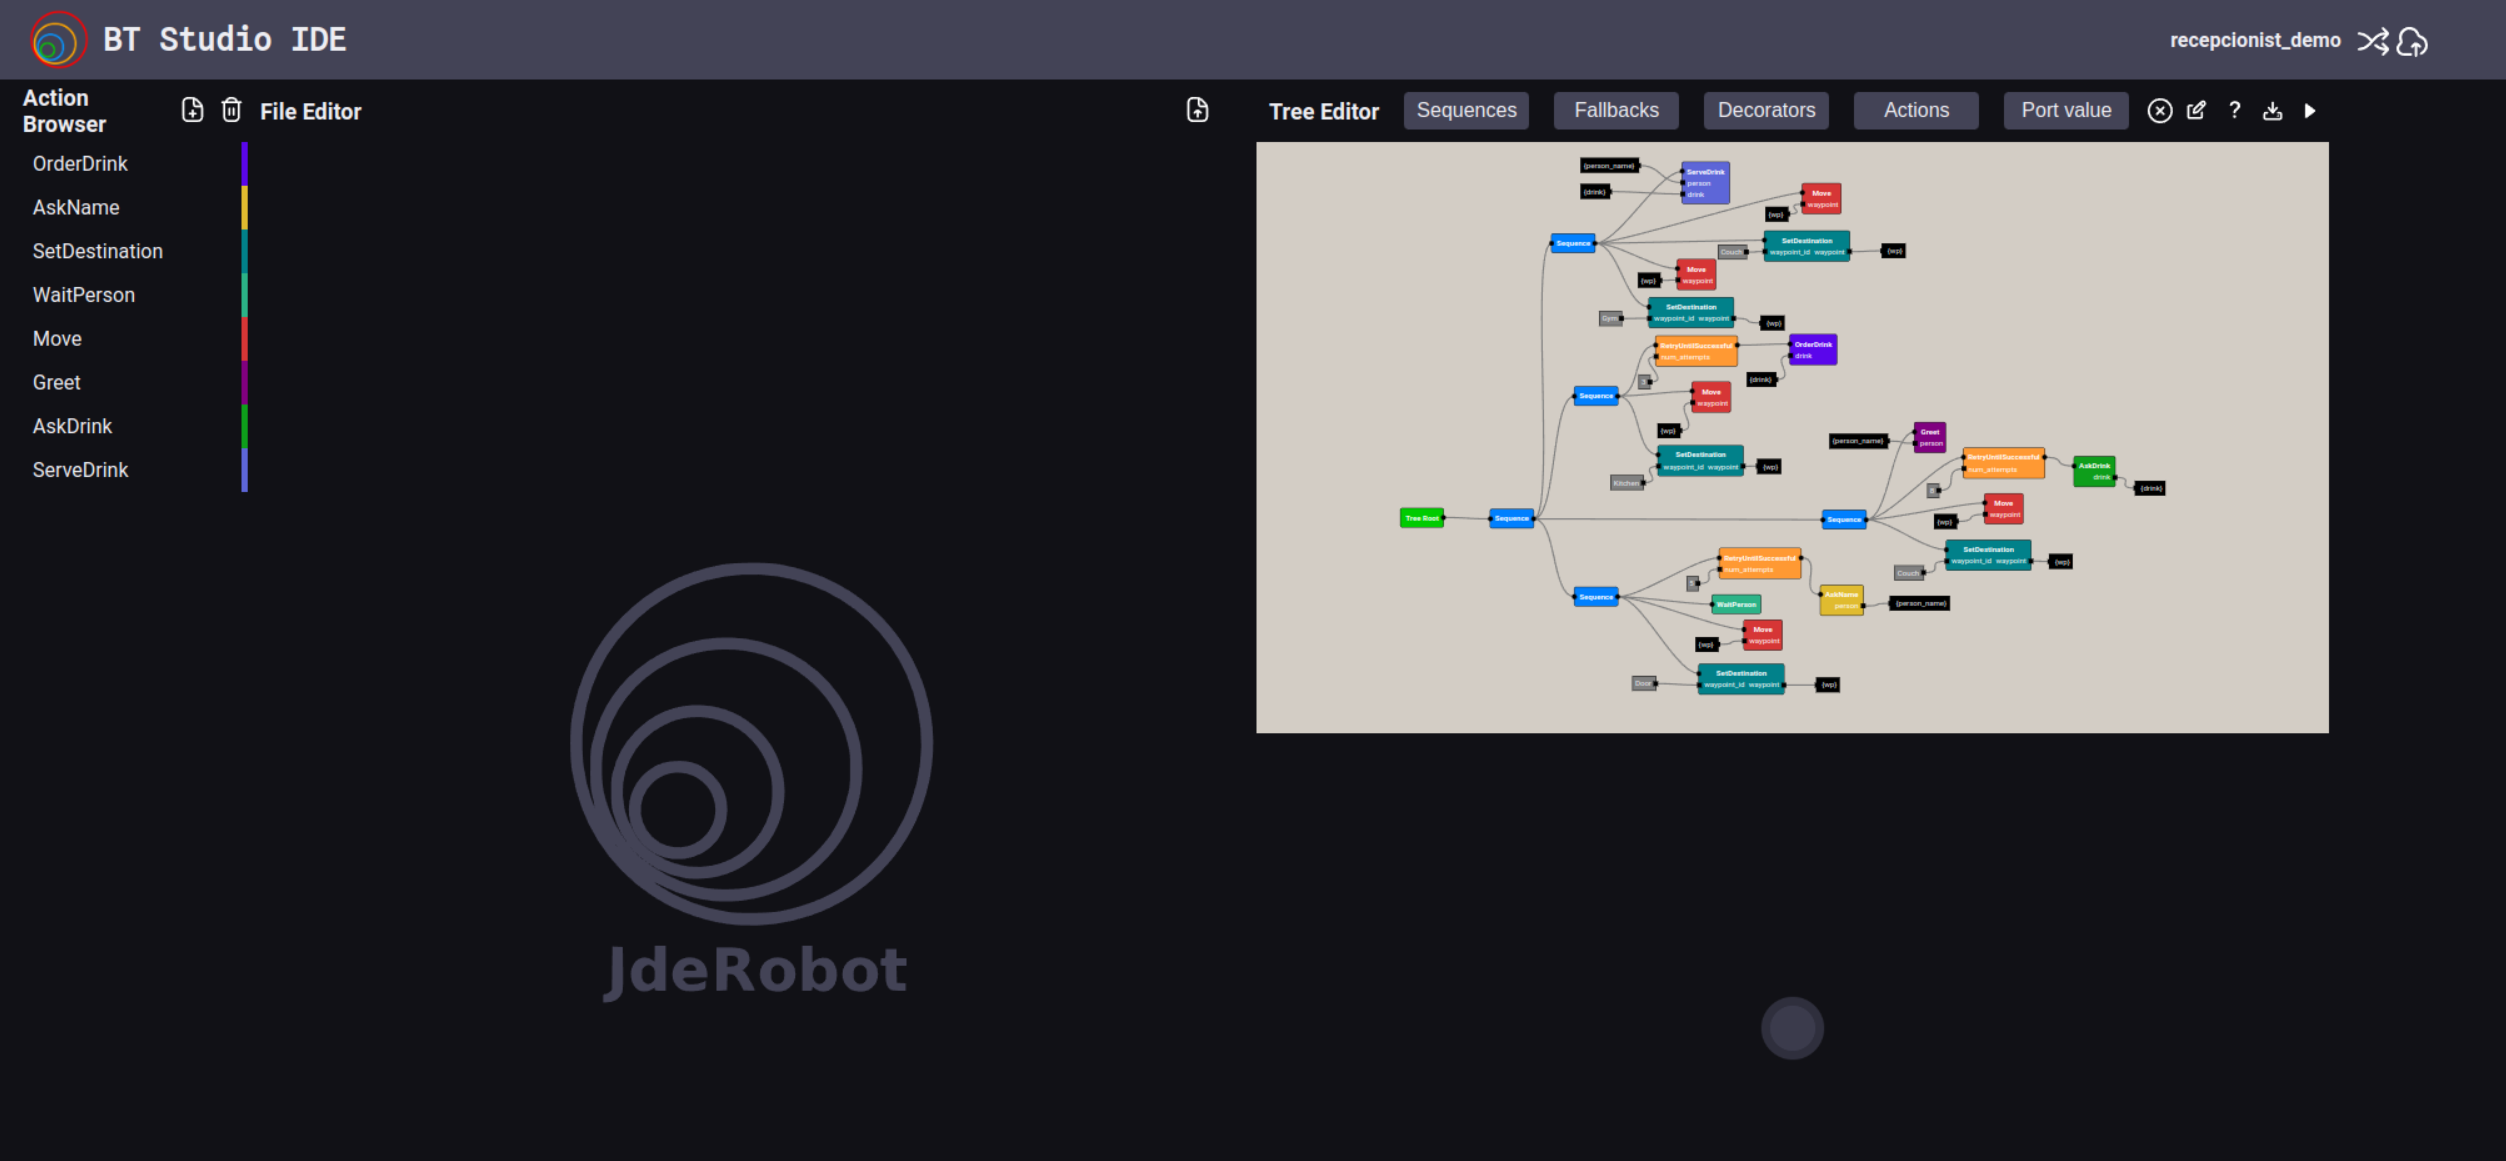 BT Studio IDE
recepcionist_demo
Action Browser
File Editor
Tree Editor
Sequences
Fallbacks
Decorators
Actions
Port value
?
OrderDrink
AskName
SetDestination
WaitPerson
Move
Greet
AskDrink
ServeDrink
{person_name}
ServeDrink
person
{drink}
drink
Move
waypoint
{wp}
Sequence
SetDestination
Couch
waypoint_id waypoint
{wp}
Move
{wp}
waypoint
SetDestination
Gym
waypoint_id waypoint
{wp}
RetryUntilSuccessful
num_attempts
OrderDrink
drink
{drink}
Sequence
Move
waypoint
{wp}
SetDestination
waypoint_id waypoint
{wp}
Kitchen
Greet
{person_name}
person
RetryUntilSuccessful
num_attempts
AskDrink
drink
{drink}
Move
waypoint
{wp}
Tree Root
Sequence
Sequence
SetDestination
waypoint_id waypoint
{wp}
Couch
RetryUntilSuccessful
num_attempts
5
Sequence
WaitPerson
AskName
person
{person_name}
Move
waypoint
{wp}
SetDestination
Door
waypoint_id waypoint
{wp}
JdeRobot